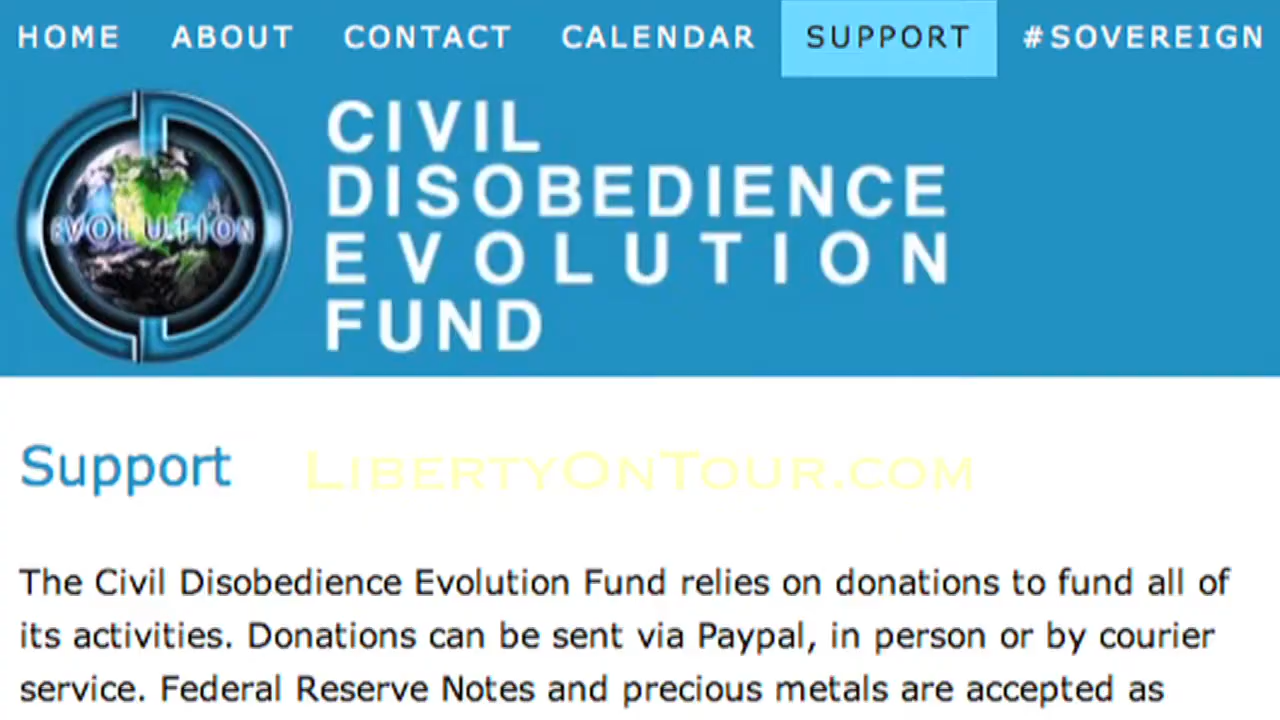 HOME ABOUT CONTACT CALENDAR SUPPORT #SOVEREIGN
EVOLUTION
CIVIL
DISOBEDIENCE
EVOLUTION
FUND
Support LIBERTYONTOUR.COM
The Civil Disobedience Evolution Fund relies on donations to fund all of
its activities. Donations can be sent via Paypal, in person or by courier
service. Federal Reserve Notes and precious metals are accepted as